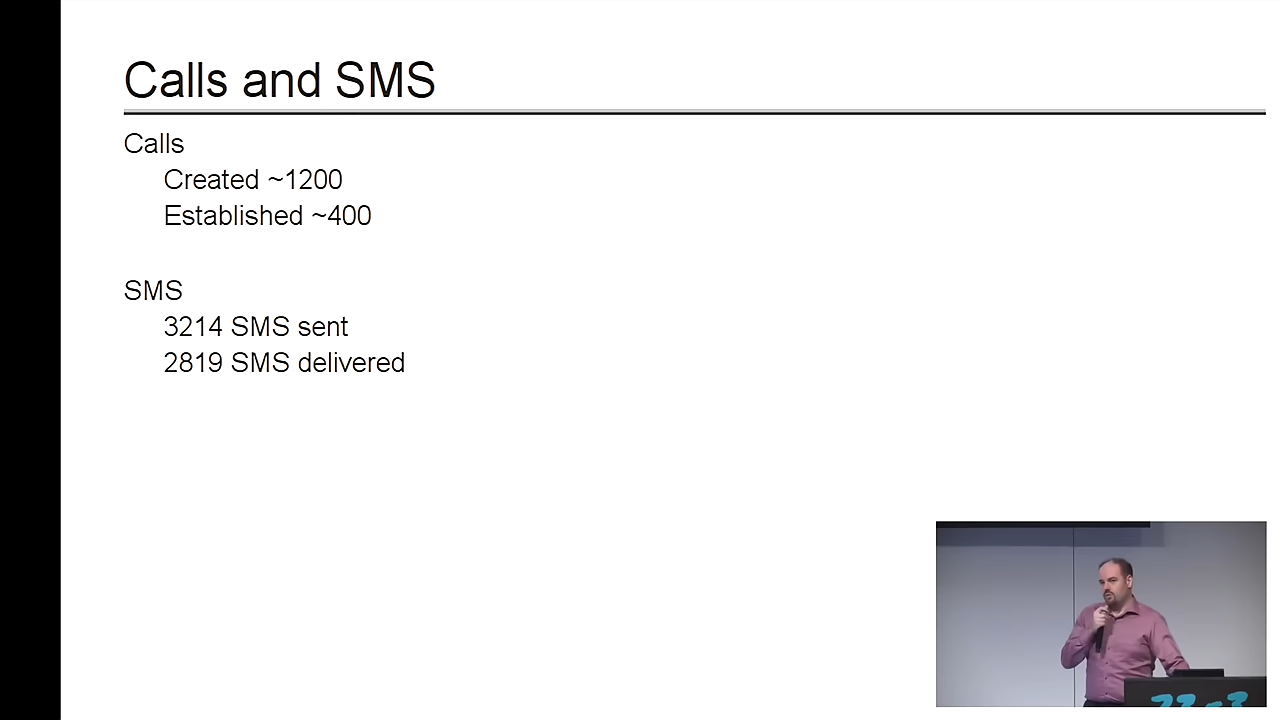 Calls and SMS
Calls
Created ~1200
Established ~400
SMS
3214 SMS sent
2819 SMS delivered